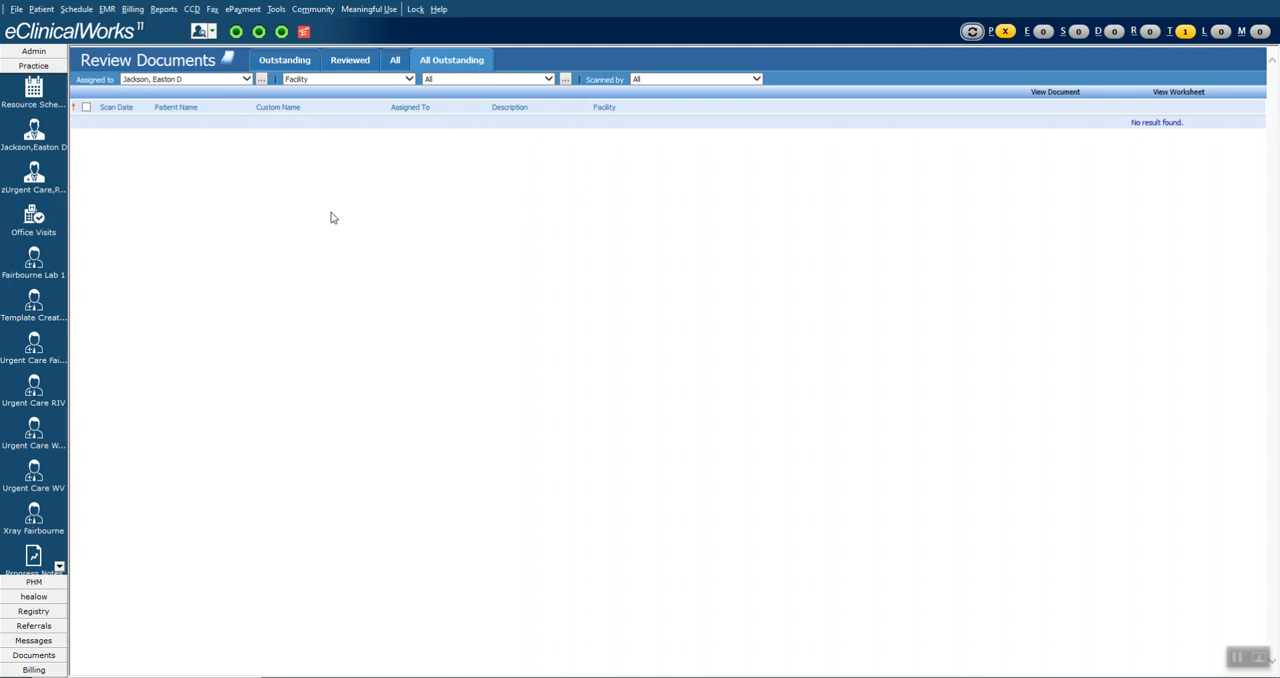 File Patient Schedule EMR Billing Reports CCD Fax ePayment Tools Community Meaningful Use Lock Help
eClinicalWorks 11 P X E 0 S 0 D 0 R 0 T 1 L 0 M 0
Admin
Practice
Resource Sche...
Jackson,Easton D
zUrgent Care,P...
Office Visits
Fairbourne Lab 1
Template Creat...
Urgent Care Fai...
Urgent Care RIV
Urgent Care W...
Urgent Care WV
Xray Fairbourne
Progress Notes
PHM
healow
Registry
Referrals
Messages
Documents
Billing
Review Documents Outstanding Reviewed All All Outstanding
Assigned to Jackson, Easton D ... | Facility All ... | Scanned by All
View Document View Worksheet
! Scan Date Patient Name Custom Name Assigned To Description Facility
No result found.